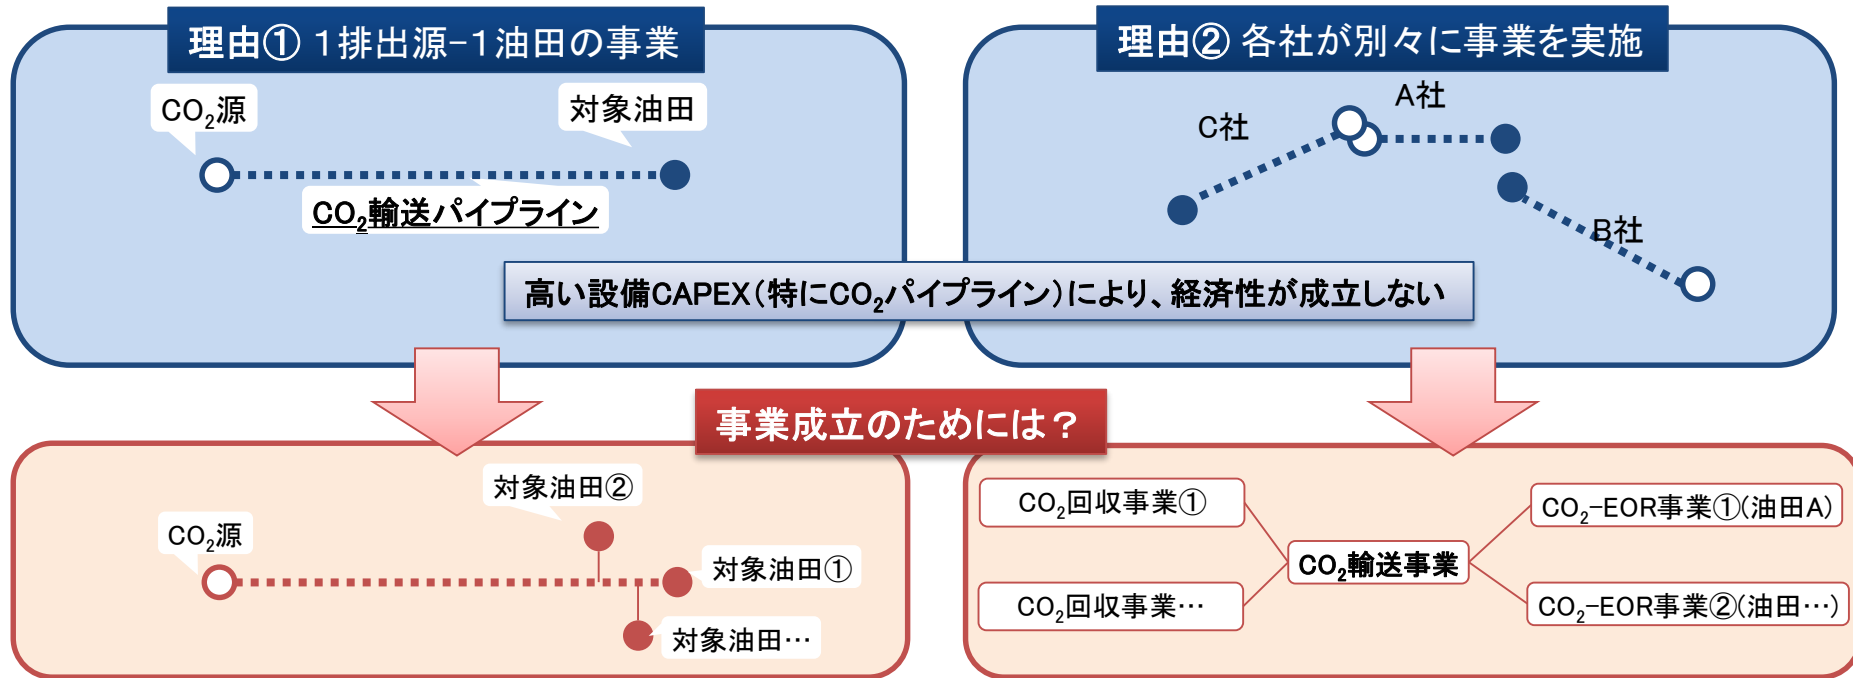 理由① 1排出源-1油田の事業
CO₂源
対象油田
CO₂輸送パイプライン
理由② 各社が別々に事業を実施
C社
A社
B社
高い設備CAPEX(特にCO₂パイプライン)により、経済性が成立しない
事業成立のためには?
対象油田②
CO₂源
対象油田①
対象油田…
CO₂回収事業①
CO₂回収事業…
CO₂輸送事業
CO₂-EOR事業①(油田A)
CO₂-EOR事業②(油田…)